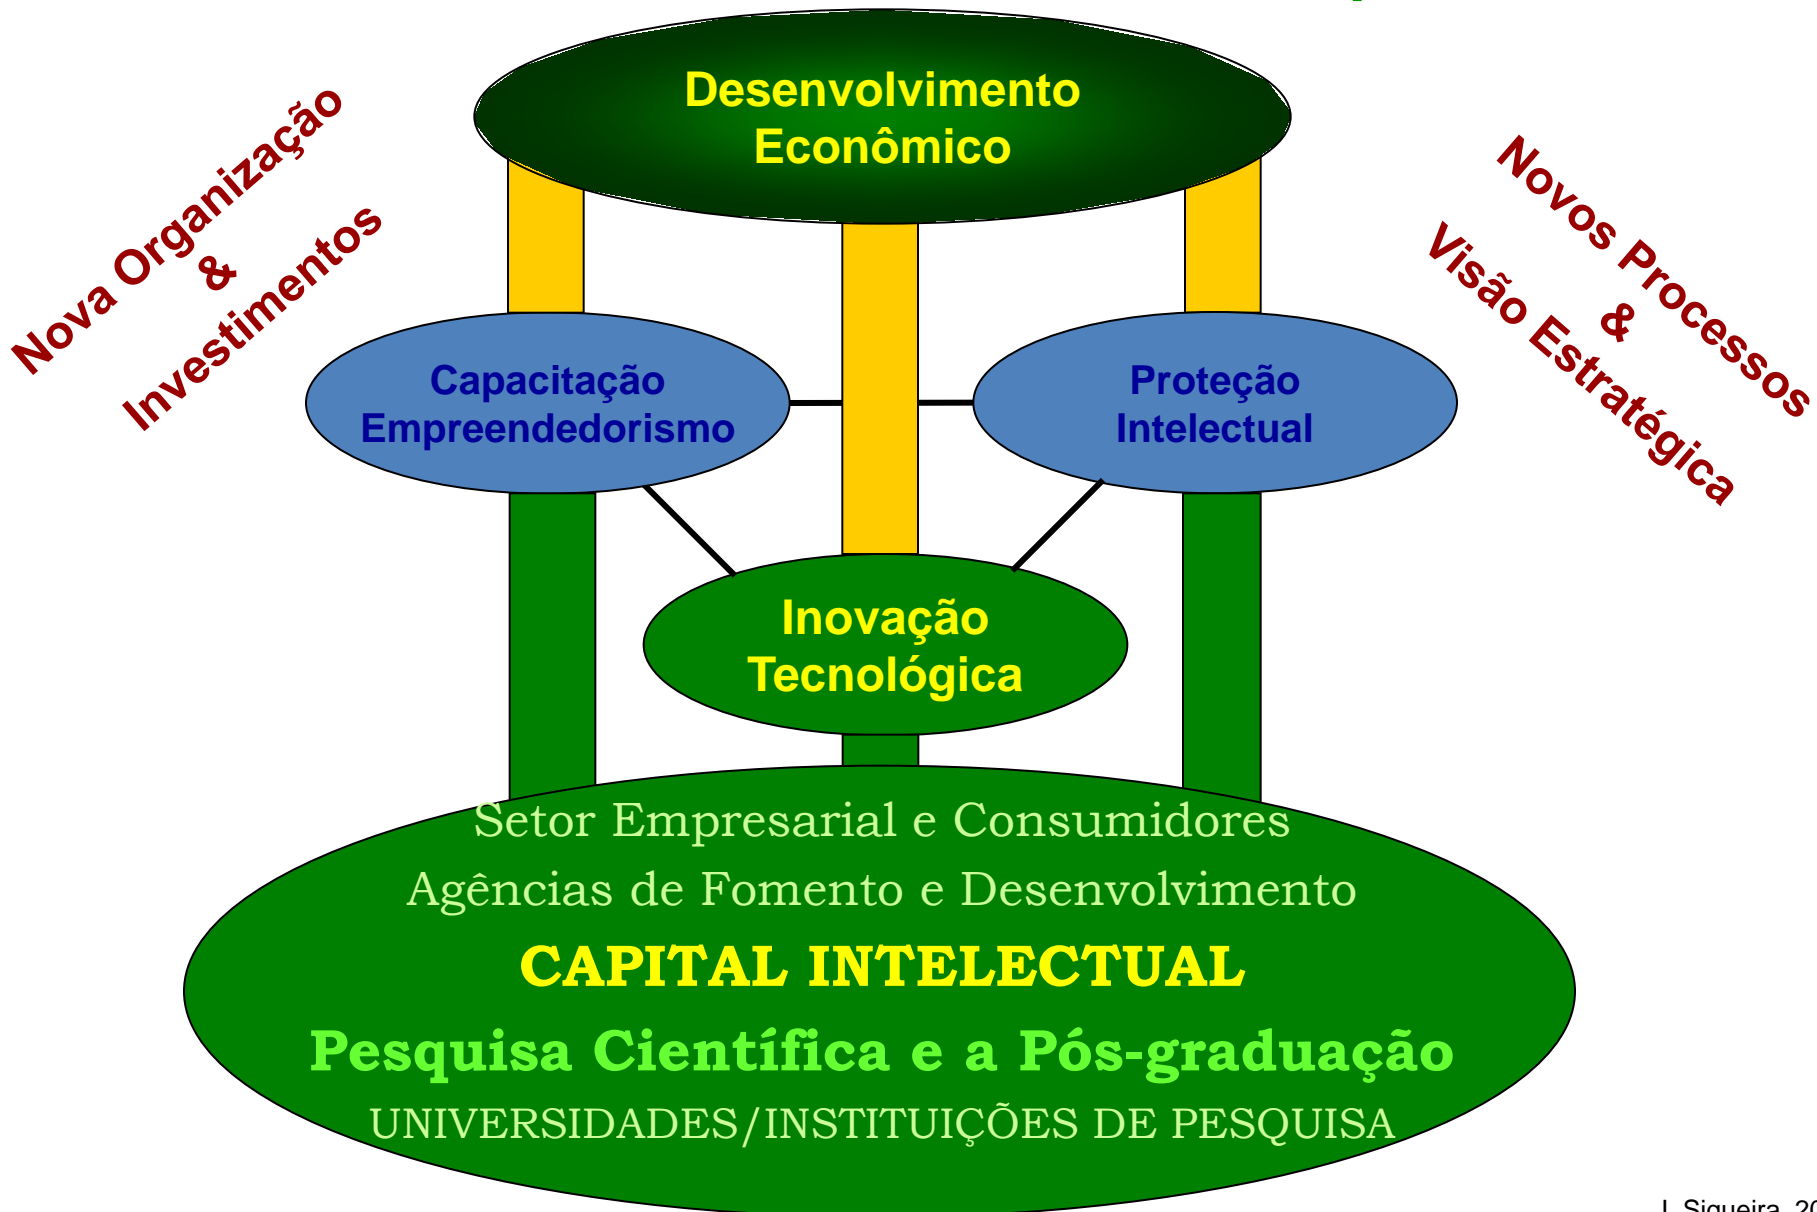 Desenvolvimento
Econômico
Nova Organização
&
Investimentos
Novos Processos
&
Visão Estratégica
Capacitação
Empreendedorismo
Proteção
Intelectual
Inovação
Tecnológica
Setor Empresarial e Consumidores
Agências de Fomento e Desenvolvimento
CAPITAL INTELECTUAL
Pesquisa Científica e a Pós-graduação
UNIVERSIDADES/INSTITUIÇÕES DE PESQUISA
Siqueira